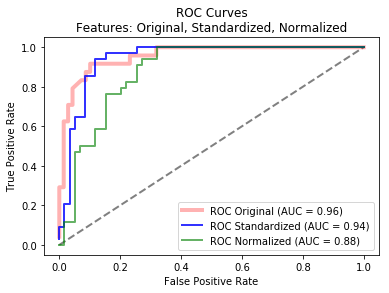 ROC Curves
Features: Original, Standardized, Normalized
True Positive Rate
1.0
0.8
0.6
0.4
0.2
0.0
ROC Original (AUC = 0.96)
ROC Standardized (AUC = 0.94)
ROC Normalized (AUC = 0.88)
0.0 0.2 0.4 0.6 0.8 1.0
False Positive Rate